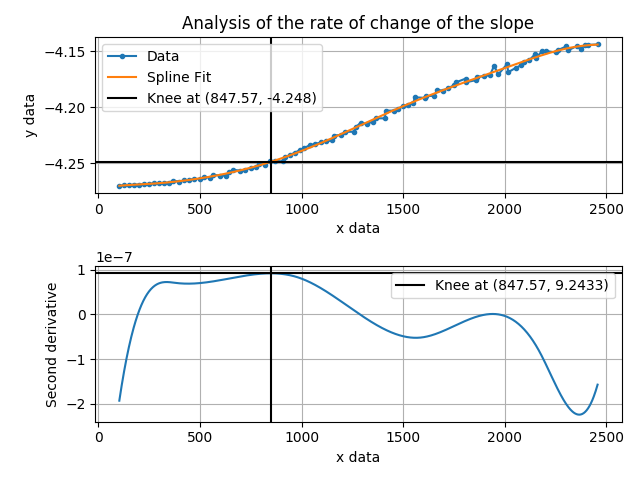 Analysis of the rate of change of the slope
−4.15
−4.20
−4.25
y data
Data
Spline Fit
Knee at (847.57, -4.248)
0
500
1000
1500
2000
2500
x data
1e−7
1
0
−1
−2
Second derivative
Knee at (847.57, 9.2433)
0
500
1000
1500
2000
2500
x data